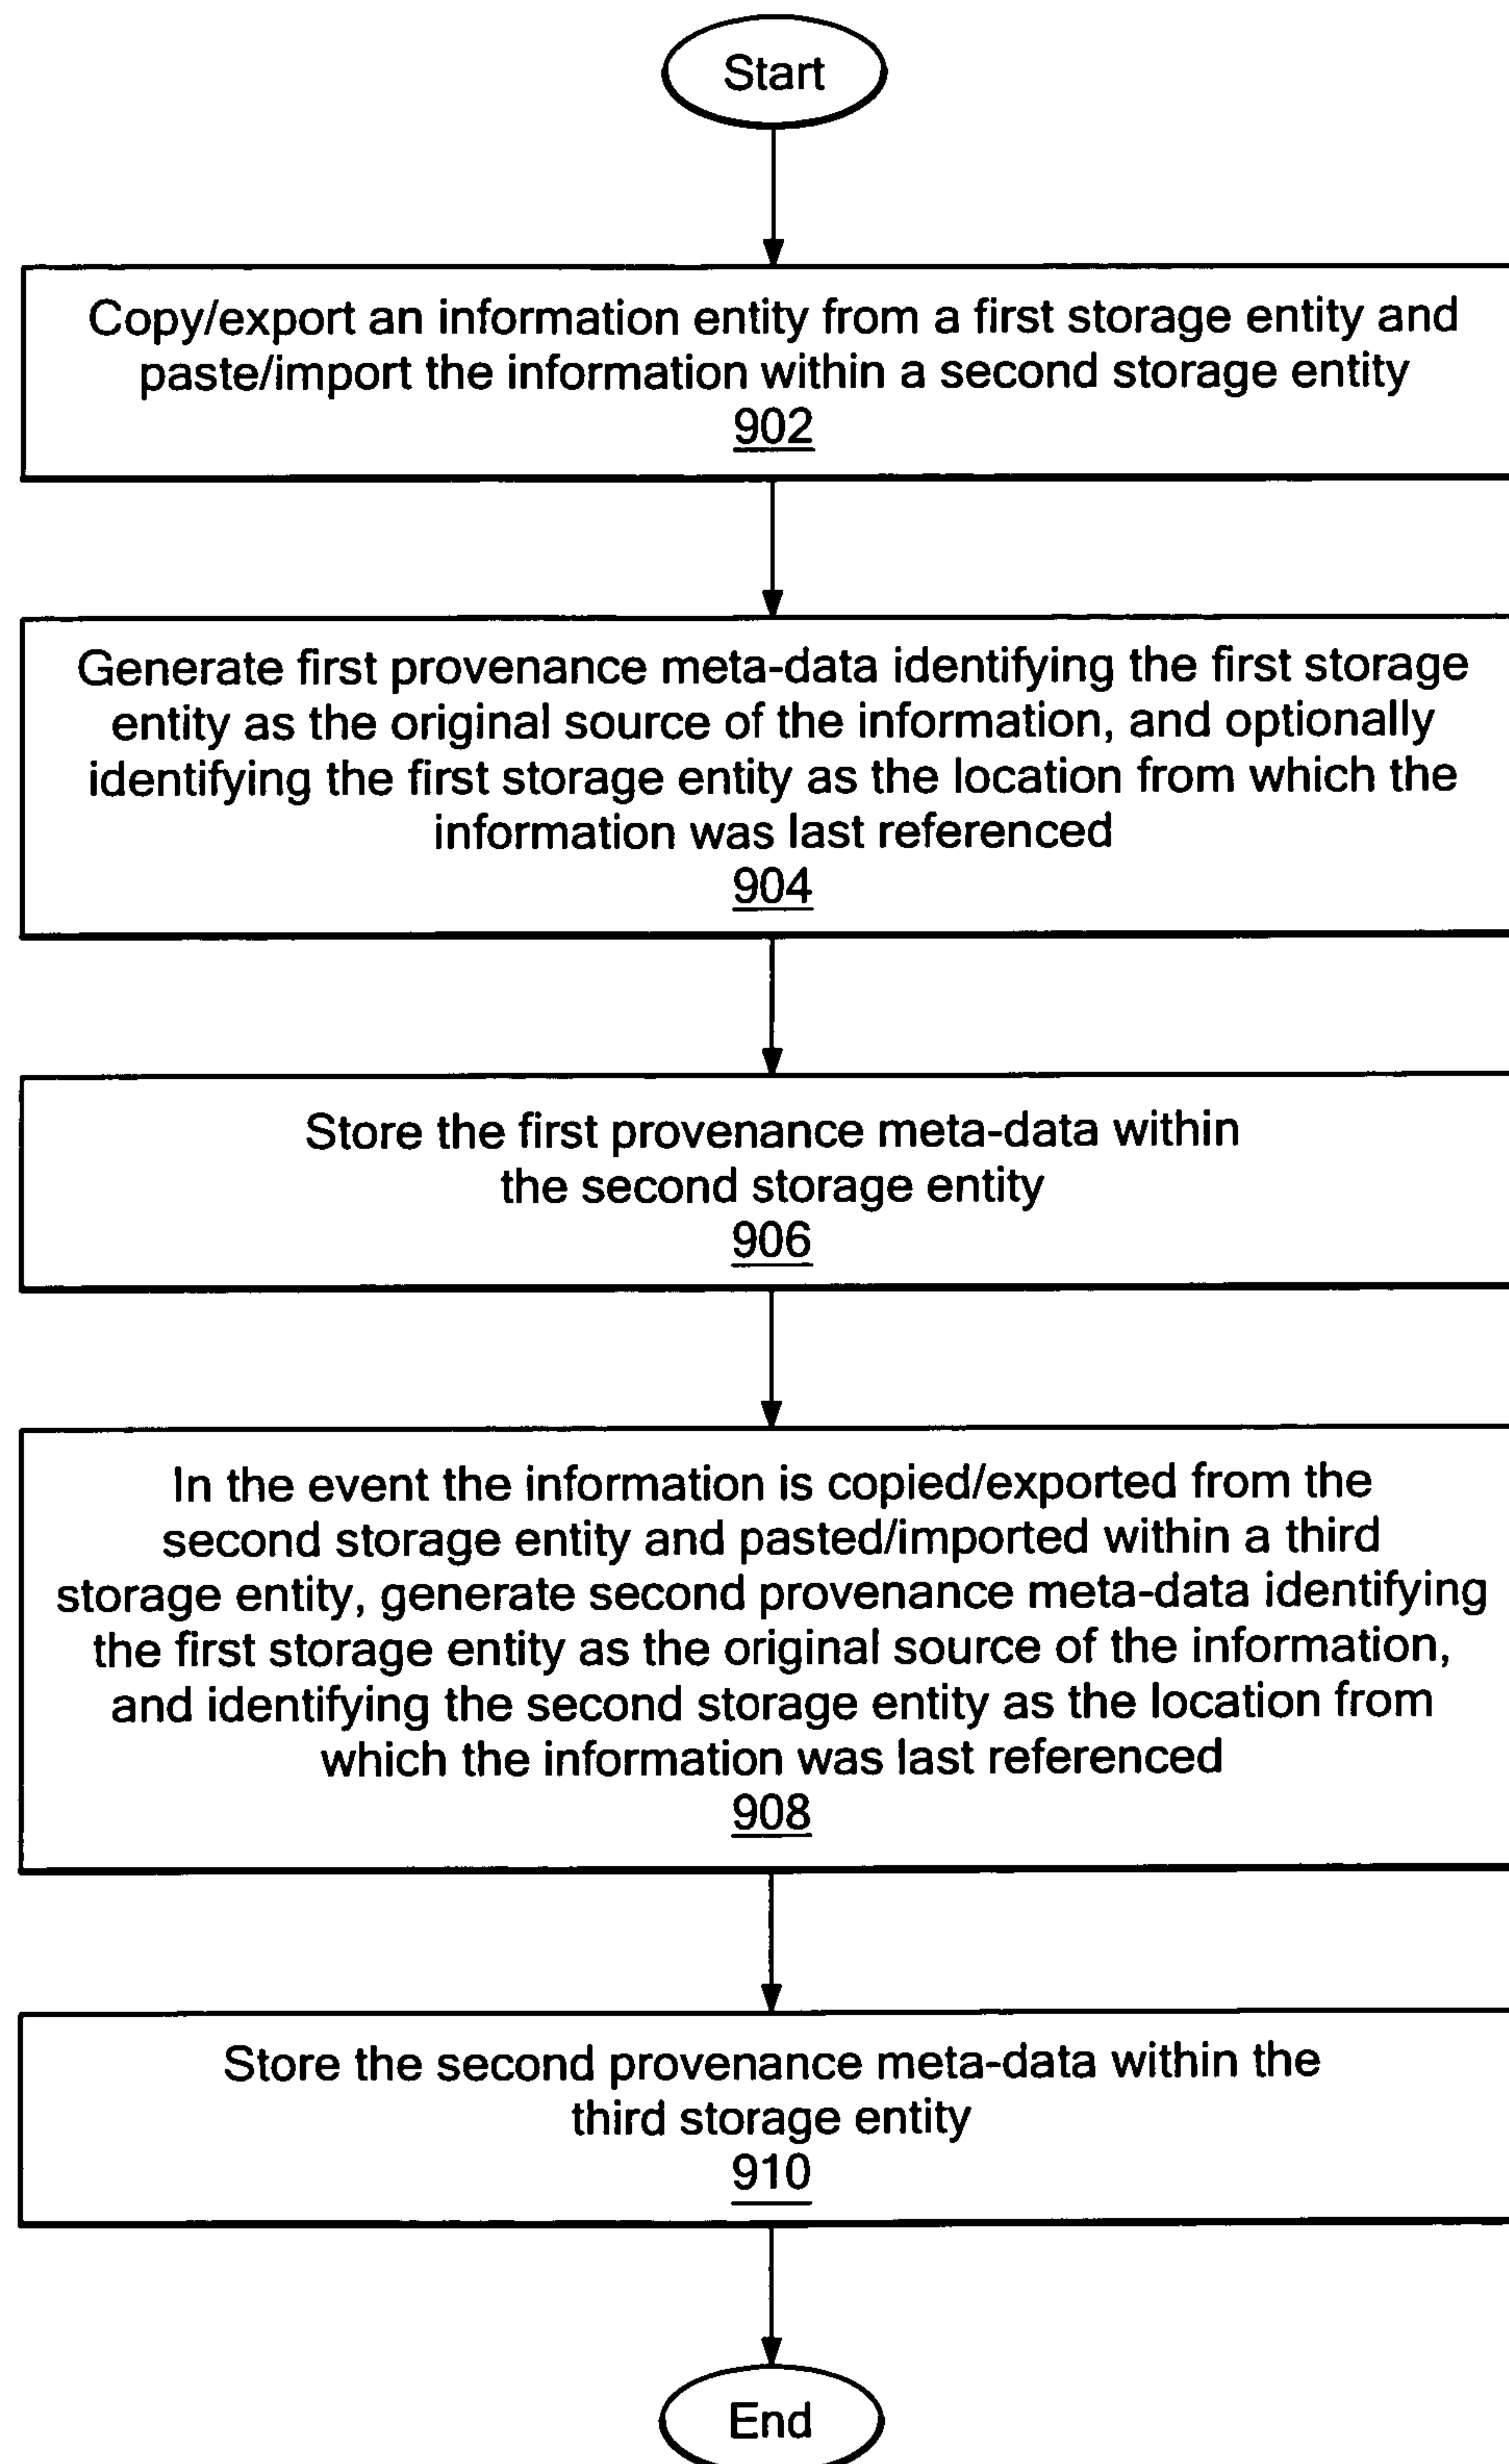 Start
Copy/export an information entity from a first storage entity and
paste/import the information within a second storage entity
902
Generate first provenance meta-data identifying the first storage
entity as the original source of the information, and optionally
identifying the first storage entity as the location from which the
information was last referenced
904
Store the first provenance meta-data within
the second storage entity
906
In the event the information is copied/exported from the
second storage entity and pasted/imported within a third
storage entity, generate second provenance meta-data identifying
the first storage entity as the original source of the information,
and identifying the second storage entity as the location from
which the information was last referenced
908
Store the second provenance meta-data within the
third storage entity
910
End